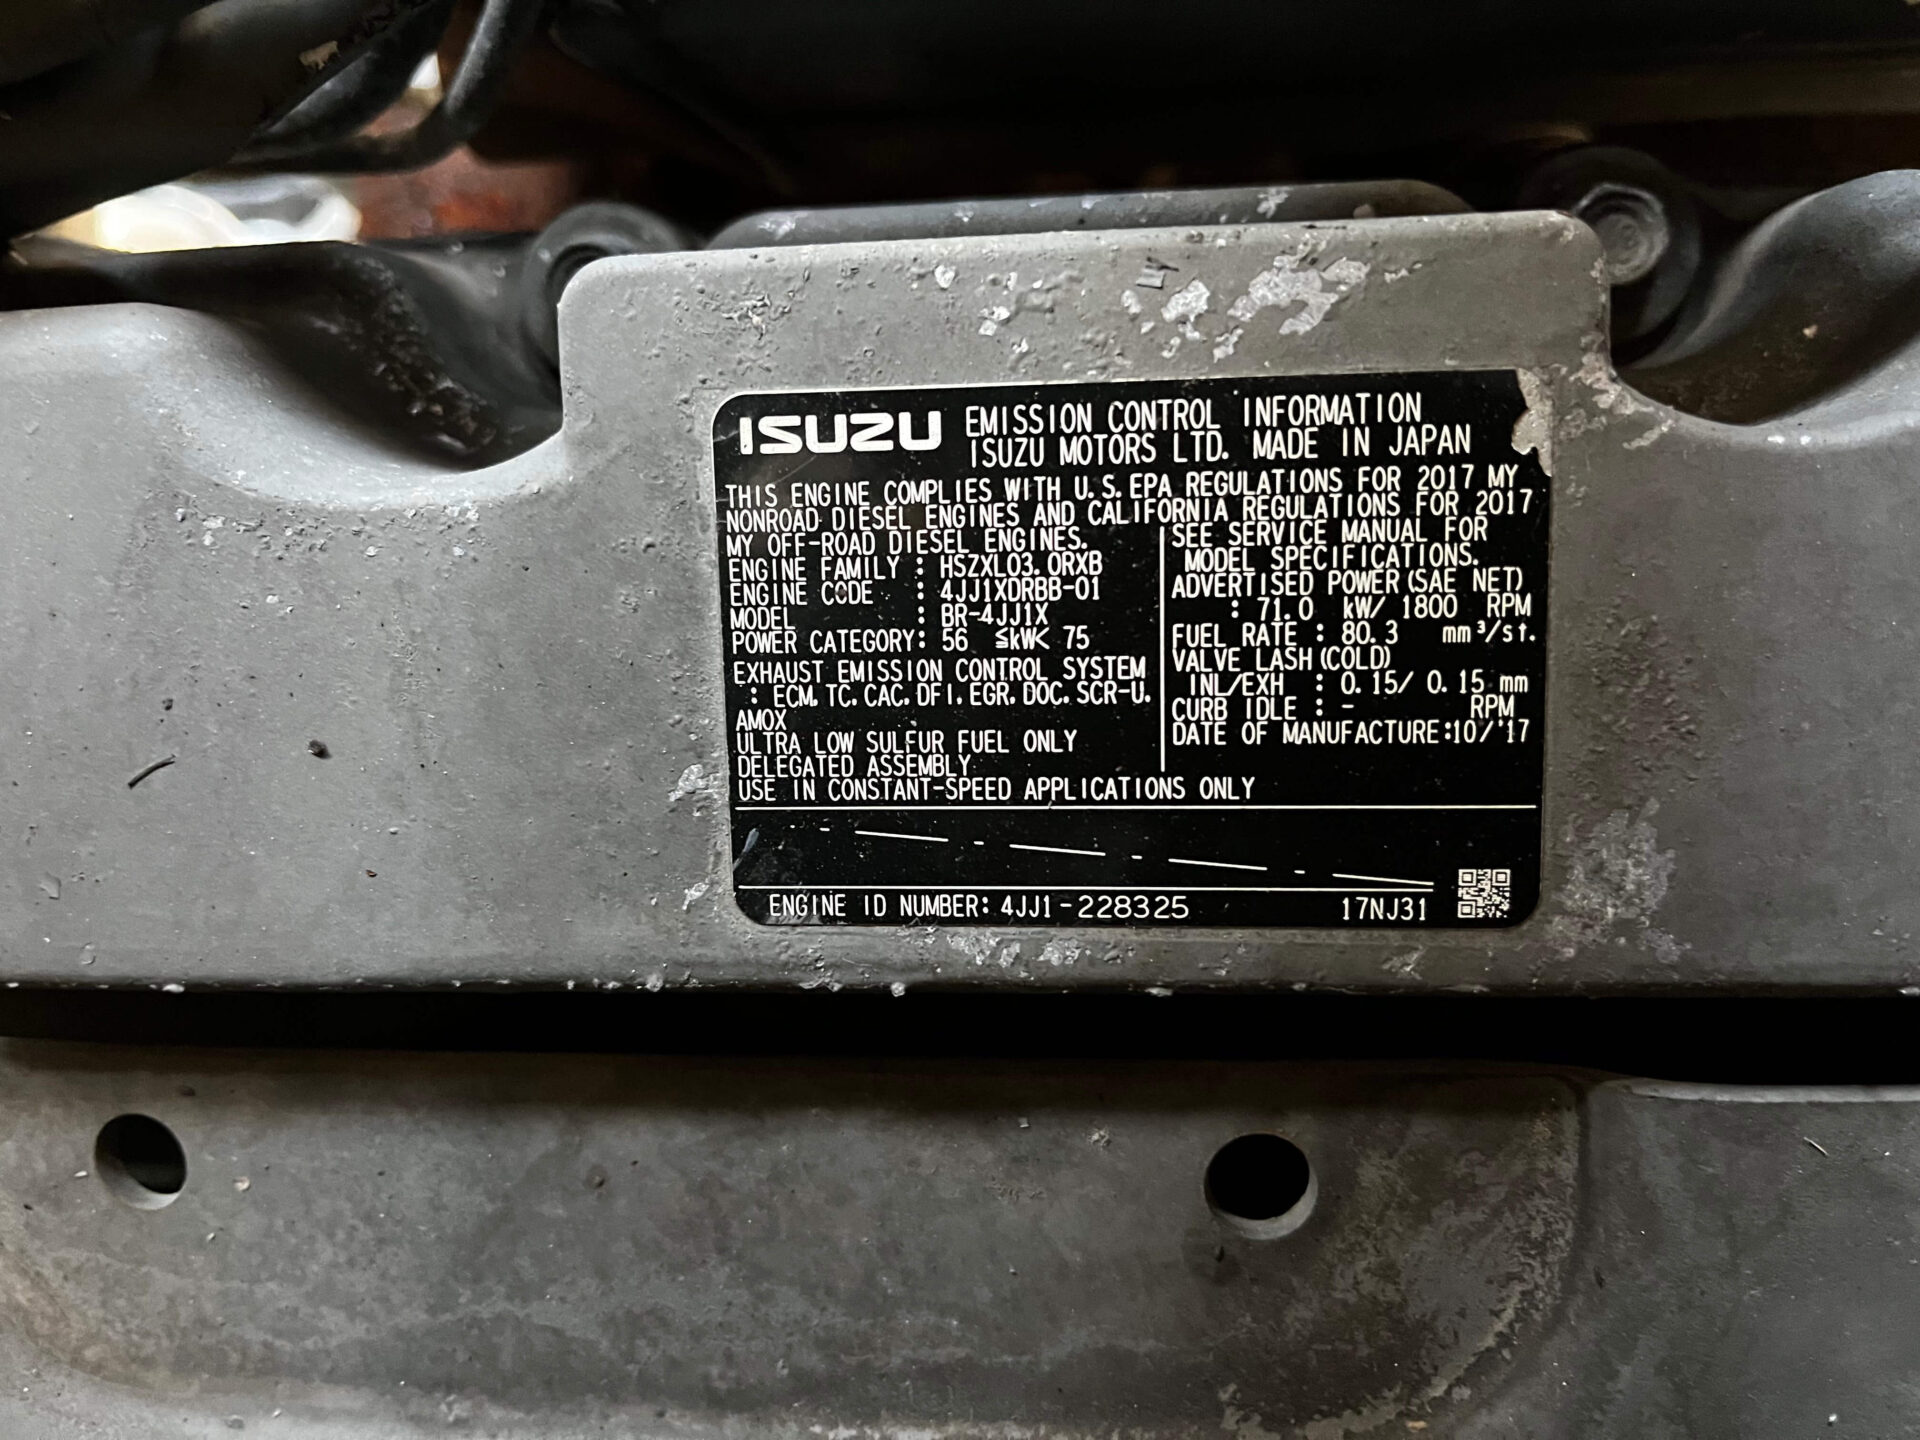 ISUZU EMISSION CONTROL INFORMATION
ISUZU MOTORS LTD. MADE IN JAPAN
THIS ENGINE COMPLIES WITH U.S. EPA REGULATIONS FOR 2017 MY
NONROAD DIESEL ENGINES AND CALIFORNIA REGULATIONS FOR 2017
MY OFF-ROAD DIESEL ENGINES.
ENGINE FAMILY : HSZXL03.0RXB
ENGINE CODE : 4JJ1XDRBB-01
MODEL : BR-4JJ1X
POWER CATEGORY: 56 ≦kW< 75
EXHAUST EMISSION CONTROL SYSTEM
: ECM. TC. CAC. DFI. EGR. DOC. SCR-U.
AMOX
ULTRA LOW SULFUR FUEL ONLY
DELEGATED ASSEMBLY
USE IN CONSTANT-SPEED APPLICATIONS ONLY
SEE SERVICE MANUAL FOR
MODEL SPECIFICATIONS.
ADVERTISED POWER (SAE NET)
: 71.0 kW/ 1800 RPM
FUEL RATE : 80.3 mm³/st.
VALVE LASH (COLD)
INL/EXH : 0.15/ 0.15 mm
CURB IDLE : - RPM
DATE OF MANUFACTURE:10/'17
ENGINE ID NUMBER: 4JJ1-228325 17NJ31